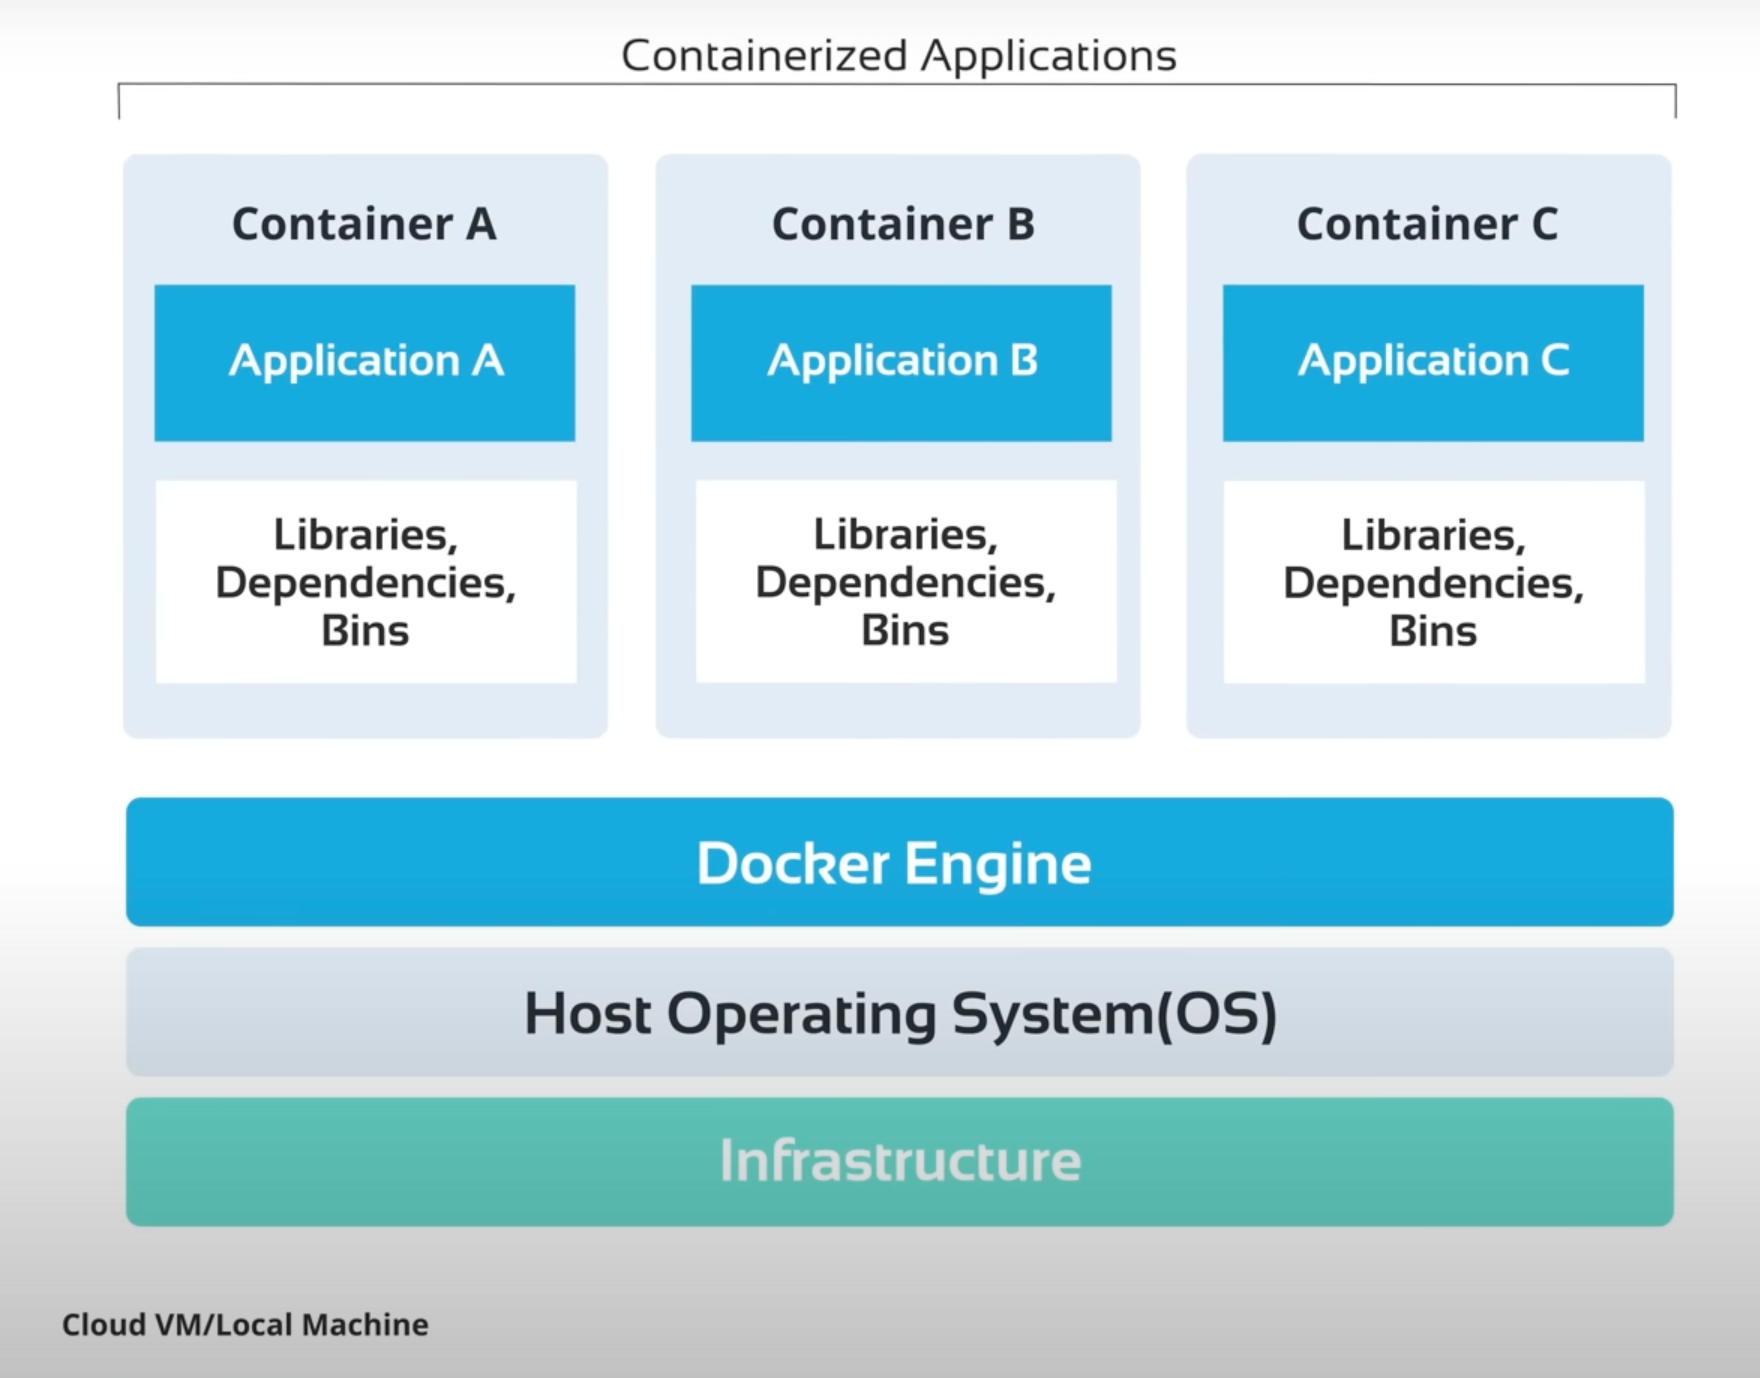 Containerized Applications
Container A
Application A
Libraries,
Dependencies,
Bins
Container B
Application B
Libraries,
Dependencies,
Bins
Container C
Application C
Libraries,
Dependencies,
Bins
Docker Engine
Host Operating System(OS)
Infrastructure
Cloud VM/Local Machine